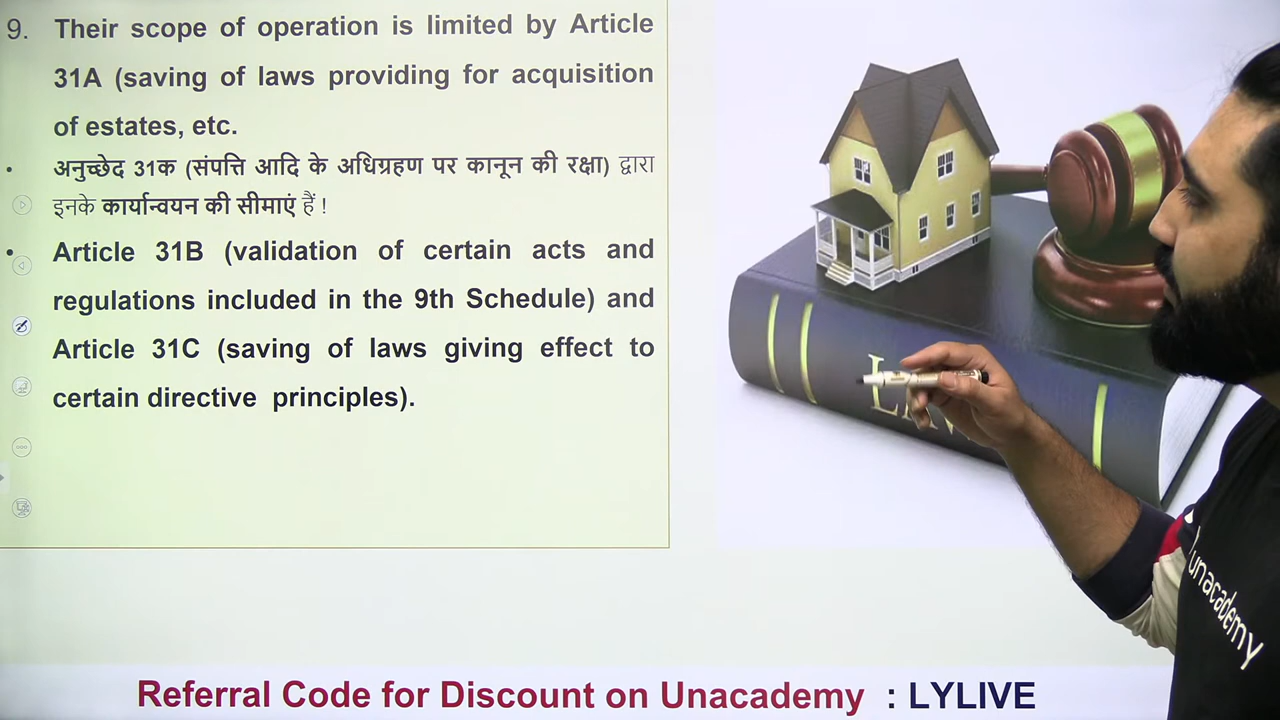 9. Their scope of operation is limited by Article
31A (saving of laws providing for acquisition
of estates, etc.
• अनुच्छेद 31क (संपत्ति आदि के अधिग्रहण पर कानून की रक्षा) द्वारा
इनके कार्यान्वयन की सीमाएं हैं !
• Article 31B (validation of certain acts and
regulations included in the 9th Schedule) and
Article 31C (saving of laws giving effect to
certain directive principles).
LAW
unacademy
Referral Code for Discount on Unacademy : LYLIVE